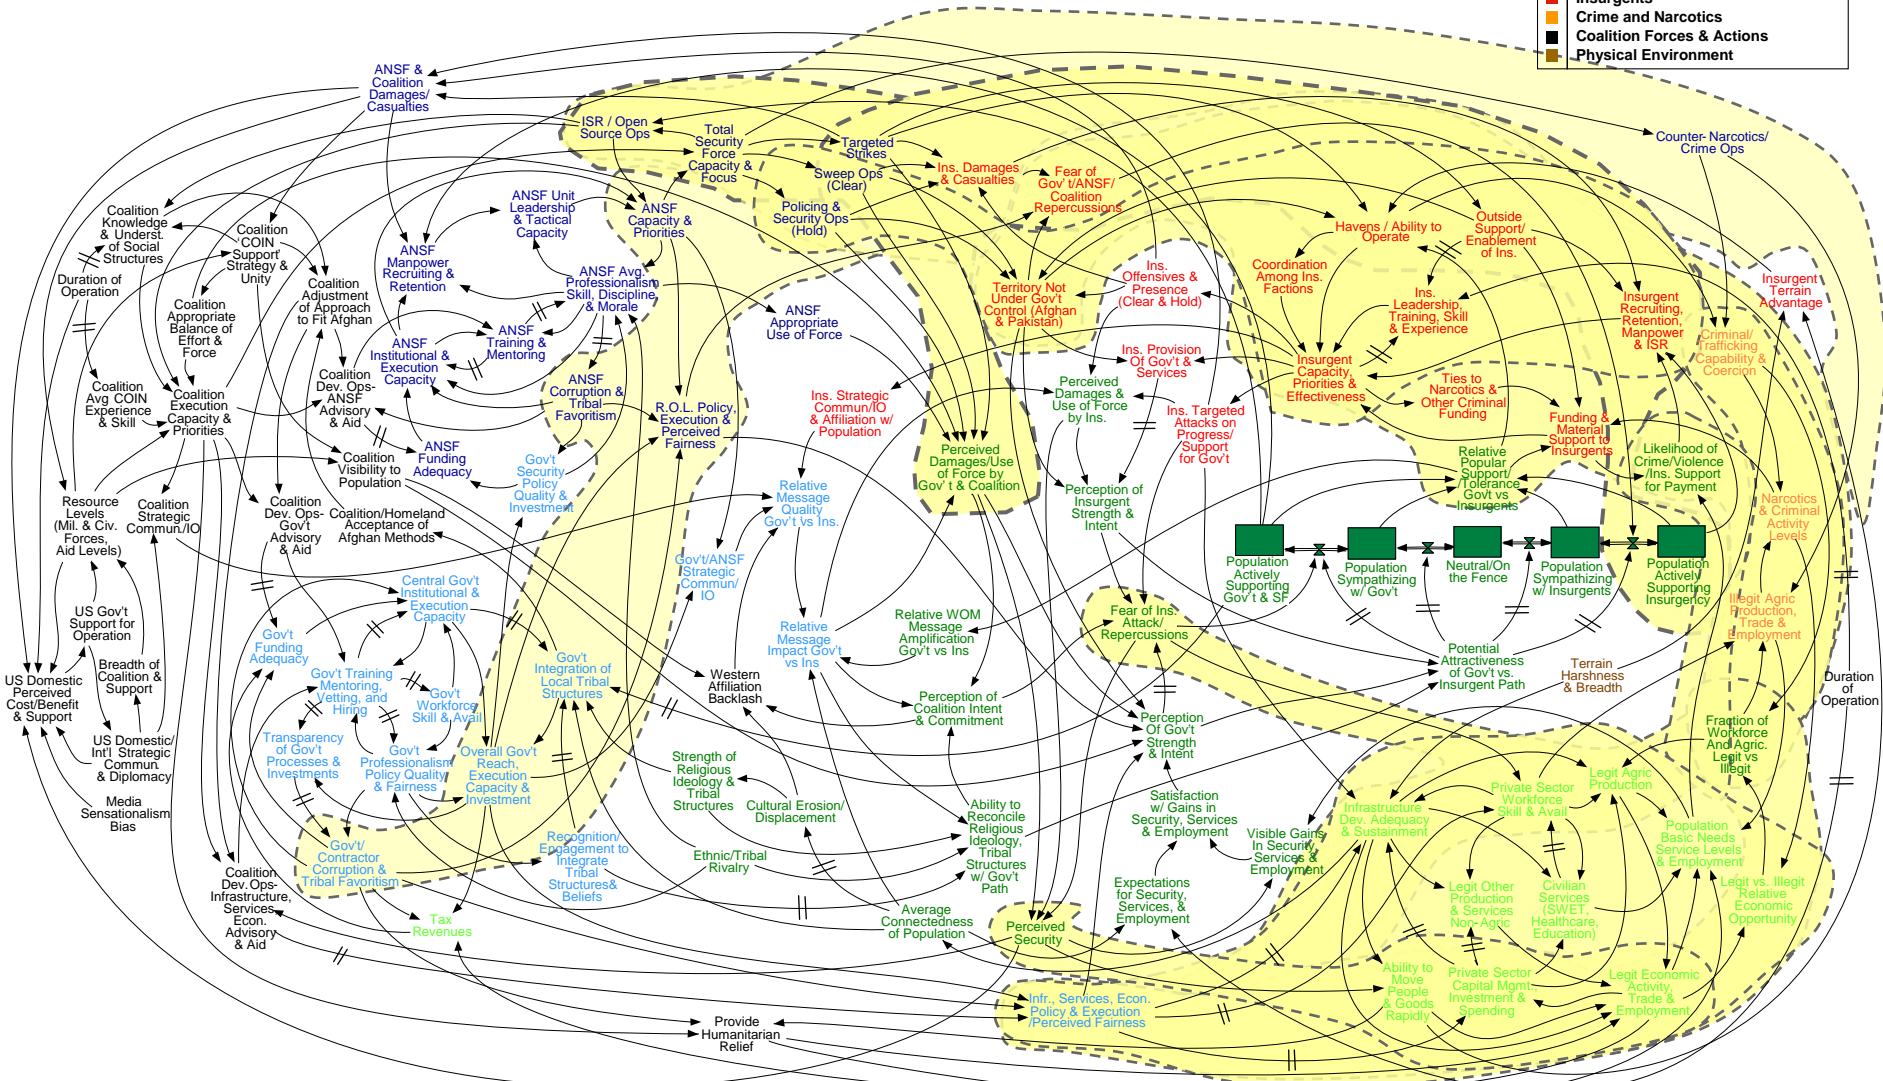 Insurgents
Crime and Narcotics
Coalition Forces & Actions
Physical Environment
ANSF &
Coalition
Damages/
Casualties
ISR / Open
Source Ops
Total
Security
Force
Capacity &
Focus
Targeted
Strikes
Sweep Ops
(Clear)
Policing &
Security Ops
(Hold)
Ins. Damages
& Casualties
Fear of
Gov't/ANSF/
Coalition
Repercussions
Counter-Narcotics/
Crime Ops
Coalition
Knowledge
& Underst.
of Social
Structures
Coalition
COIN
Support
Strategy &
Unity
ANSF Unit
Leadership
& Tactical
Capacity
ANSF
Capacity &
Priorities
Havens / Ability to
Operate
Outside
Support/
Enablement
of Ins.
Duration of
Operation
ANSF
Manpower
Recruiting &
Retention
ANSF Avg.
Professionalism
Skill, Discipline
& Morale
Coalition
Adjustment
of Approach
to Fit Afghan
Territory Not
Under Gov't
Control (Afghan
& Pakistan)
Ins.
Offensives &
Presence
(Clear & Hold)
Coordination
Among Ins.
Factions
Ins.
Leadership,
Training, Skill
& Experience
Insurgent
Recruiting,
Retention,
Manpower
& ISR
Insurgent
Terrain
Advantage
Coalition
Appropriate
Balance of
Effort &
Force
ANSF
Training &
Mentoring
ANSF
Appropriate
Use of Force
ANSF
Institutional &
Execution
Capacity
Criminal/
Trafficking
Capability &
Coercion
Coalition
Avg COIN
Experience
& Skill
Coalition
Execution
Capacity &
Priorities
Coalition
Dev. Ops-
ANSF
Advisory
& Aid
ANSF
Corruption &
Tribal
Favoritism
R.O.L. Policy,
Execution &
Perceived
Fairness
Ins. Strategic
Commun/IO
& Affiliation w/
Population
Ins. Provision
Of Gov't &
Services
Perceived
Damages &
Use of Force
by Ins.
Ins. Targeted
Attacks on
Progress/
Support
for Gov't
Insurgent
Capacity,
Priorities &
Effectiveness
Ties to
Narcotics &
Other Criminal
Funding
Funding &
Material
Support to
Insurgents
ANSF
Funding
Adequacy
Gov't
Security
Policy
Quality &
Investment
Coalition
Visibility to
Population
Perceived
Damages/Use
of Force by
Gov't & Coalition
Relative
Popular
Support/
Tolerance
Gov't vs
Insurgents
Likelihood of
Crime/Violence
/Ins. Support
for Payment
Resource
Levels
(Mil. & Civ.
Forces,
Aid Levels)
Coalition
Strategic
Commun./IO
Coalition
Dev. Ops-
Gov't
Advisory
& Aid
Coalition/Homeland
Acceptance of
Afghan Methods
Relative
Message
Quality
Gov't vs Ins.
Perception of
Insurgent
Strength &
Intent
Narcotics
& Criminal
Activity
Levels
Gov't/ANSF
Strategic
Commun/
IO
Population
Actively
Supporting
Gov't & SF
Population
Sympathizing
w/ Gov't
Neutral/On
the Fence
Population
Sympathizing
w/ Insurgents
Population
Actively
Supporting
Insurgency
Central Gov't
Institutional &
Execution
Capacity
US Gov't
Support for
Operation
Gov't
Funding
Adequacy
Relative
Message
Impact Gov't
vs Ins
Relative WOM
Message
Amplification
Gov't vs Ins
Fear of Ins.
Attack/
Repercussions
Illegit Agric
Production,
Trade &
Employment
US Domestic
Perceived
Cost/Benefit
& Support
Breadth of
Coalition &
Support
Gov't Training
Mentoring,
Vetting, and
Hiring
Gov't
Workforce
Skill & Avail
Gov't
Integration of
Local Tribal
Structures
Western
Affiliation
Backlash
Perception of
Coalition Intent
& Commitment
Potential
Attractiveness
of Gov't vs.
Insurgent Path
Terrain
Harshness
& Breadth
Duration
of
Operation
US Domestic/
Int'l Strategic
Commun.
& Diplomacy
Transparency
of Gov't
Processes &
Investments
Gov't
Professionalism
Policy Quality
& Fairness
Overall Gov't
Reach,
Execution
Capacity &
Investment
Strength of
Religious
Ideology &
Tribal
Structures
Perception
Of Gov't
Strength
& Intent
Fraction of
Workforce
And Agric.
Legit vs
Illegit
Media
Sensationalism
Bias
Cultural Erosion/
Displacement
Ability to
Reconcile
Religious
Ideology,
Tribal
Structures
w/ Gov't
Path
Satisfaction
w/ Gains in
Security, Services
& Employment
Visible Gains
In Security,
Services &
Employment
Infrastructure
Dev. Adequacy
& Sustainment
Private Sector
Workforce
Skill & Avail
Legit Agric
Production
Population
Basic Needs
Service Levels
& Employment
Gov't/
Contractor
Corruption &
Tribal Favoritism
Recognition/
Engagement to
Integrate
Tribal
Structures&
Beliefs
Ethnic/Tribal
Rivalry
Expectations
for Security,
Services, &
Employment
Legit Other
Production
& Services
Non-Agric
Civilian
Services
(SWET,
Healthcare,
Education)
Legit vs. Illegit
Relative
Economic
Opportunity
Coalition
Dev. Ops-
Infrastructure,
Services,
Econ.
Advisory
& Aid
Tax
Revenues
Average
Connectedness
of Population
Perceived
Security
Ability to
Move
People
& Goods
Rapidly
Private Sector
Capital Mgmt.,
Investment &
Spending
Legit Economic
Activity,
Trade &
Employment
Provide
Humanitarian
Relief
Infr., Services, Econ.
Policy & Execution
/Perceived Fairness